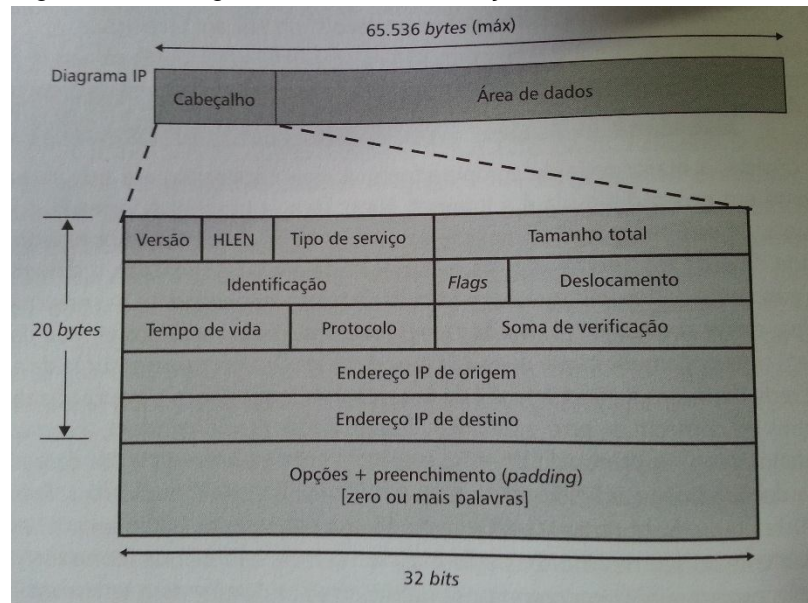 65.536 bytes (máx)
Diagrama IP
Cabeçalho
Área de dados
Versão
HLEN
Tipo de serviço
Tamanho total
Identificação
Flags
Deslocamento
20 bytes
Tempo de vida
Protocolo
Soma de verificação
Endereço IP de origem
Endereço IP de destino
Opções + preenchimento (padding)
[zero ou mais palavras]
32 bits